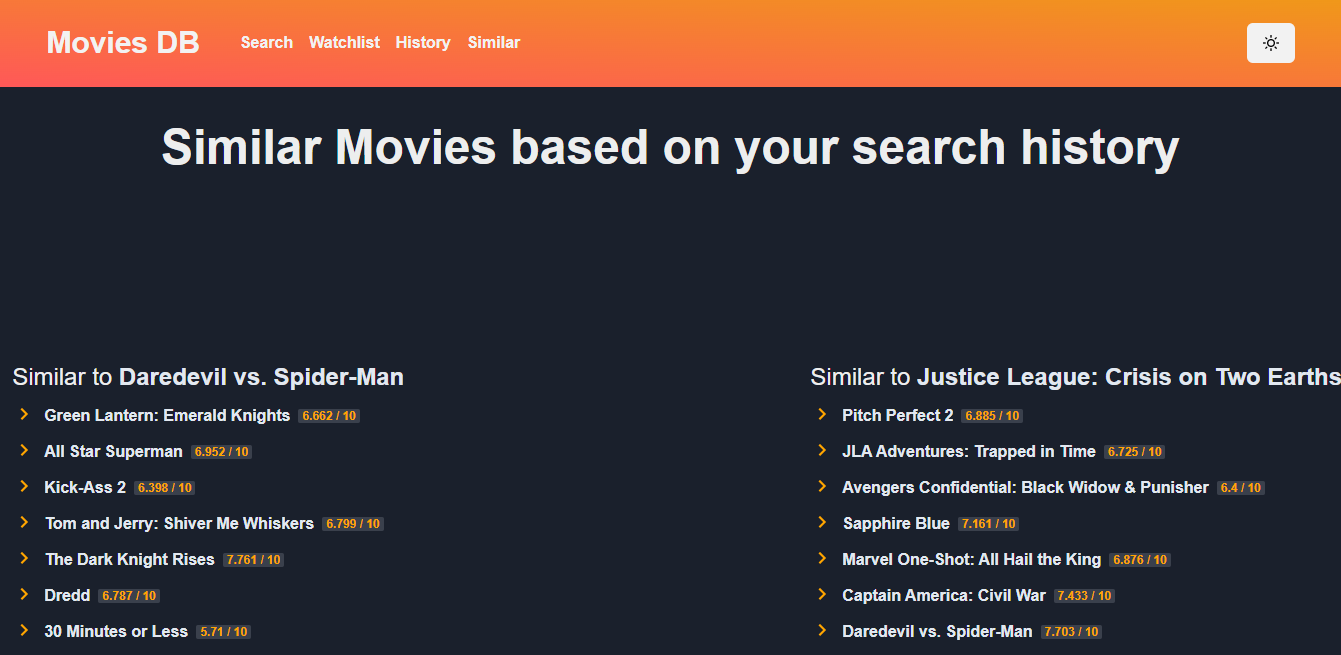 Movies DB Search Watchlist History Similar
Similar Movies based on your search history
Similar to Daredevil vs. Spider-Man
Green Lantern: Emerald Knights 6.662 / 10
All Star Superman 6.952 / 10
Kick-Ass 2 6.398 / 10
Tom and Jerry: Shiver Me Whiskers 6.799 / 10
The Dark Knight Rises 7.761 / 10
Dredd 6.787 / 10
30 Minutes or Less 5.71 / 10
Similar to Justice League: Crisis on Two Earths
Pitch Perfect 2 6.885 / 10
JLA Adventures: Trapped in Time 6.725 / 10
Avengers Confidential: Black Widow & Punisher 6.4 / 10
Sapphire Blue 7.161 / 10
Marvel One-Shot: All Hail the King 6.876 / 10
Captain America: Civil War 7.433 / 10
Daredevil vs. Spider-Man 7.703 / 10